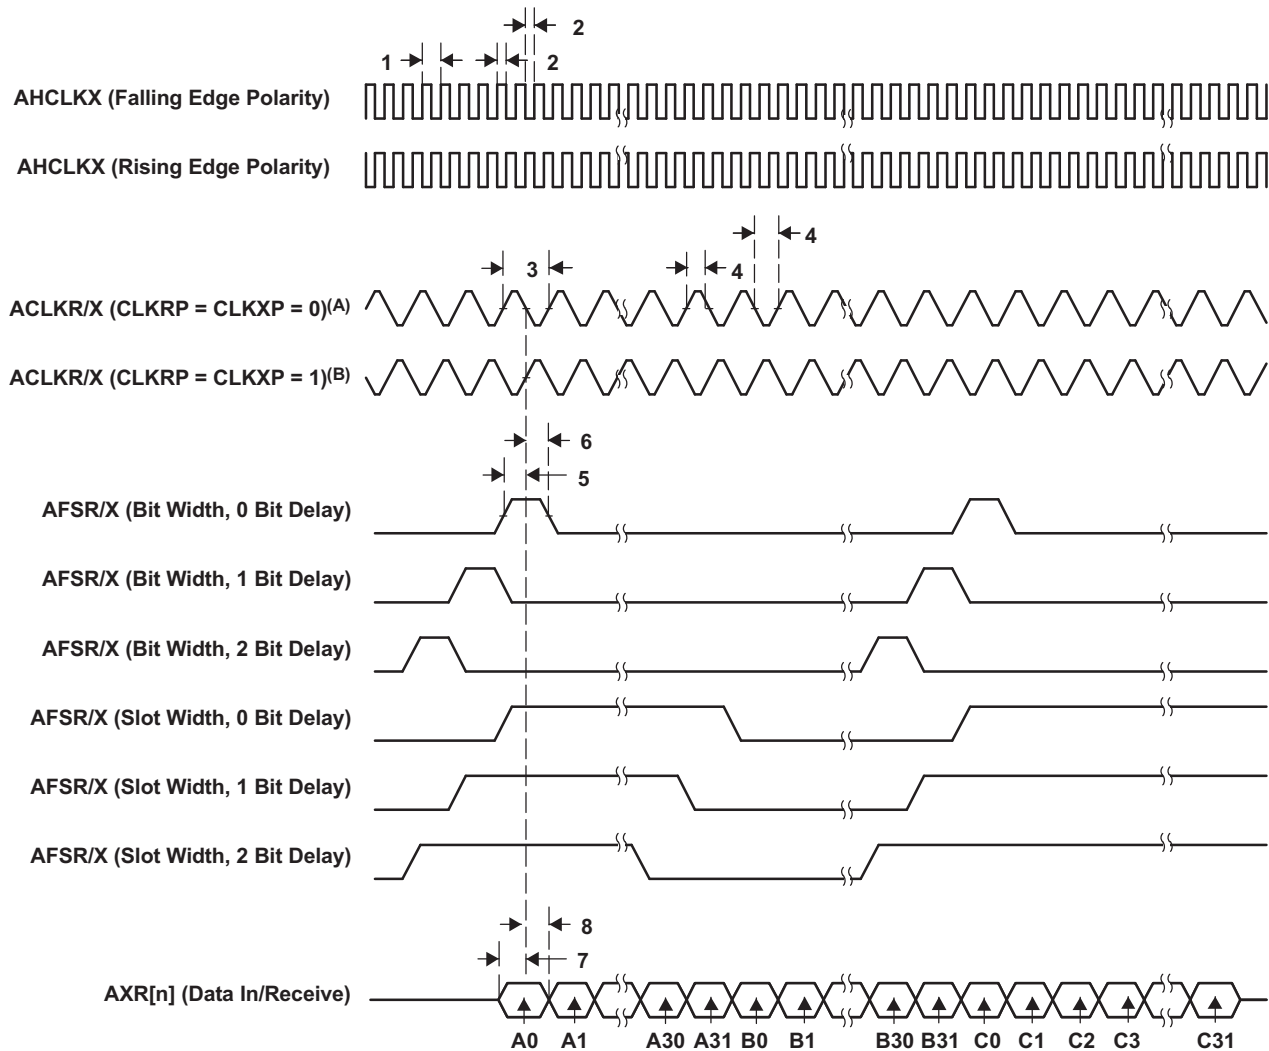 2
1
2
AHCLKX (Falling Edge Polarity)
AHCLKX (Rising Edge Polarity)
4
3
4
ACLKR/X (CLKRP = CLKXP = 0)(A)
ACLKR/X (CLKRP = CLKXP = 1)(B)
6
5
AFSR/X (Bit Width, 0 Bit Delay)
AFSR/X (Bit Width, 1 Bit Delay)
AFSR/X (Bit Width, 2 Bit Delay)
AFSR/X (Slot Width, 0 Bit Delay)
AFSR/X (Slot Width, 1 Bit Delay)
AFSR/X (Slot Width, 2 Bit Delay)
8
7
AXR[n] (Data In/Receive)
A0 A1 A30 A31 B0 B1 B30 B31 C0 C1 C2 C3 C31